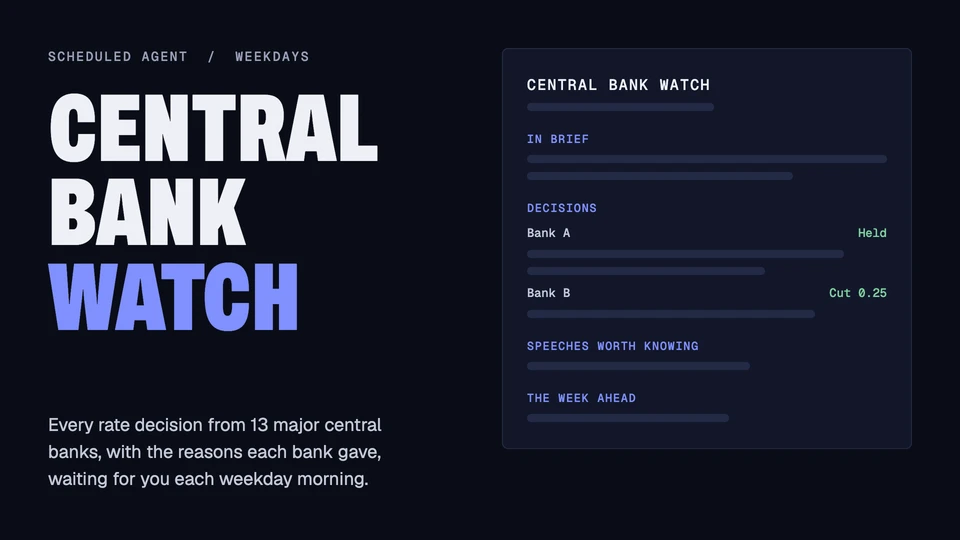 SCHEDULED AGENT / WEEKDAYS
CENTRAL
BANK
WATCH
Every rate decision from 13 major central
banks, with the reasons each bank gave,
waiting for you each weekday morning.
CENTRAL BANK WATCH
IN BRIEF
DECISIONS
Bank A Held
Bank B Cut 0.25
SPEECHES WORTH KNOWING
THE WEEK AHEAD